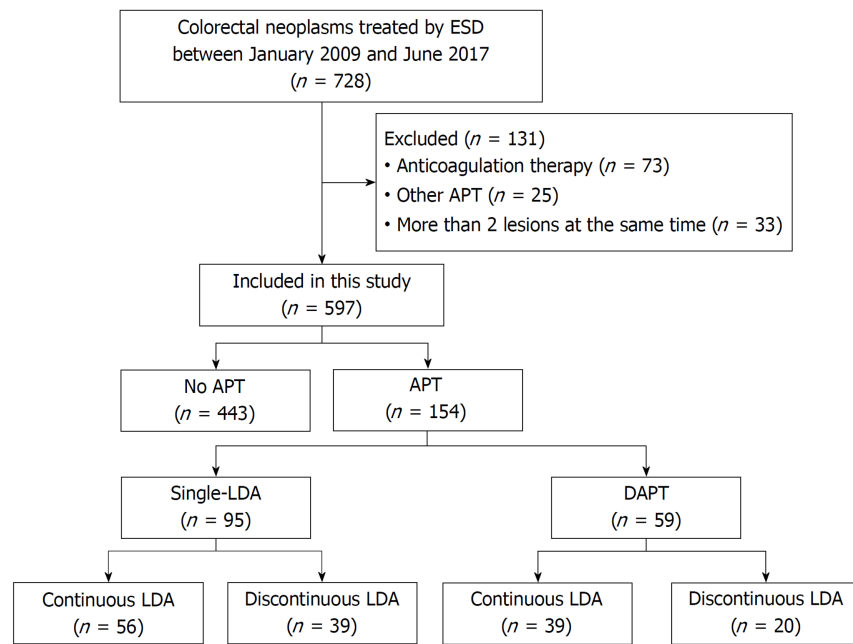 Colorectal neoplasms treated by ESD
between January 2009 and June 2017
(n = 728)
Excluded (n = 131)
• Anticoagulation therapy (n = 73)
• Other APT (n = 25)
• More than 2 lesions at the same time (n = 33)
Included in this study
(n = 597)
No APT
(n = 443)
APT
(n = 154)
Single-LDA
(n = 95)
DAPT
(n = 59)
Continuous LDA
(n = 56)
Discontinuous LDA
(n = 39)
Continuous LDA
(n = 39)
Discontinuous LDA
(n = 20)